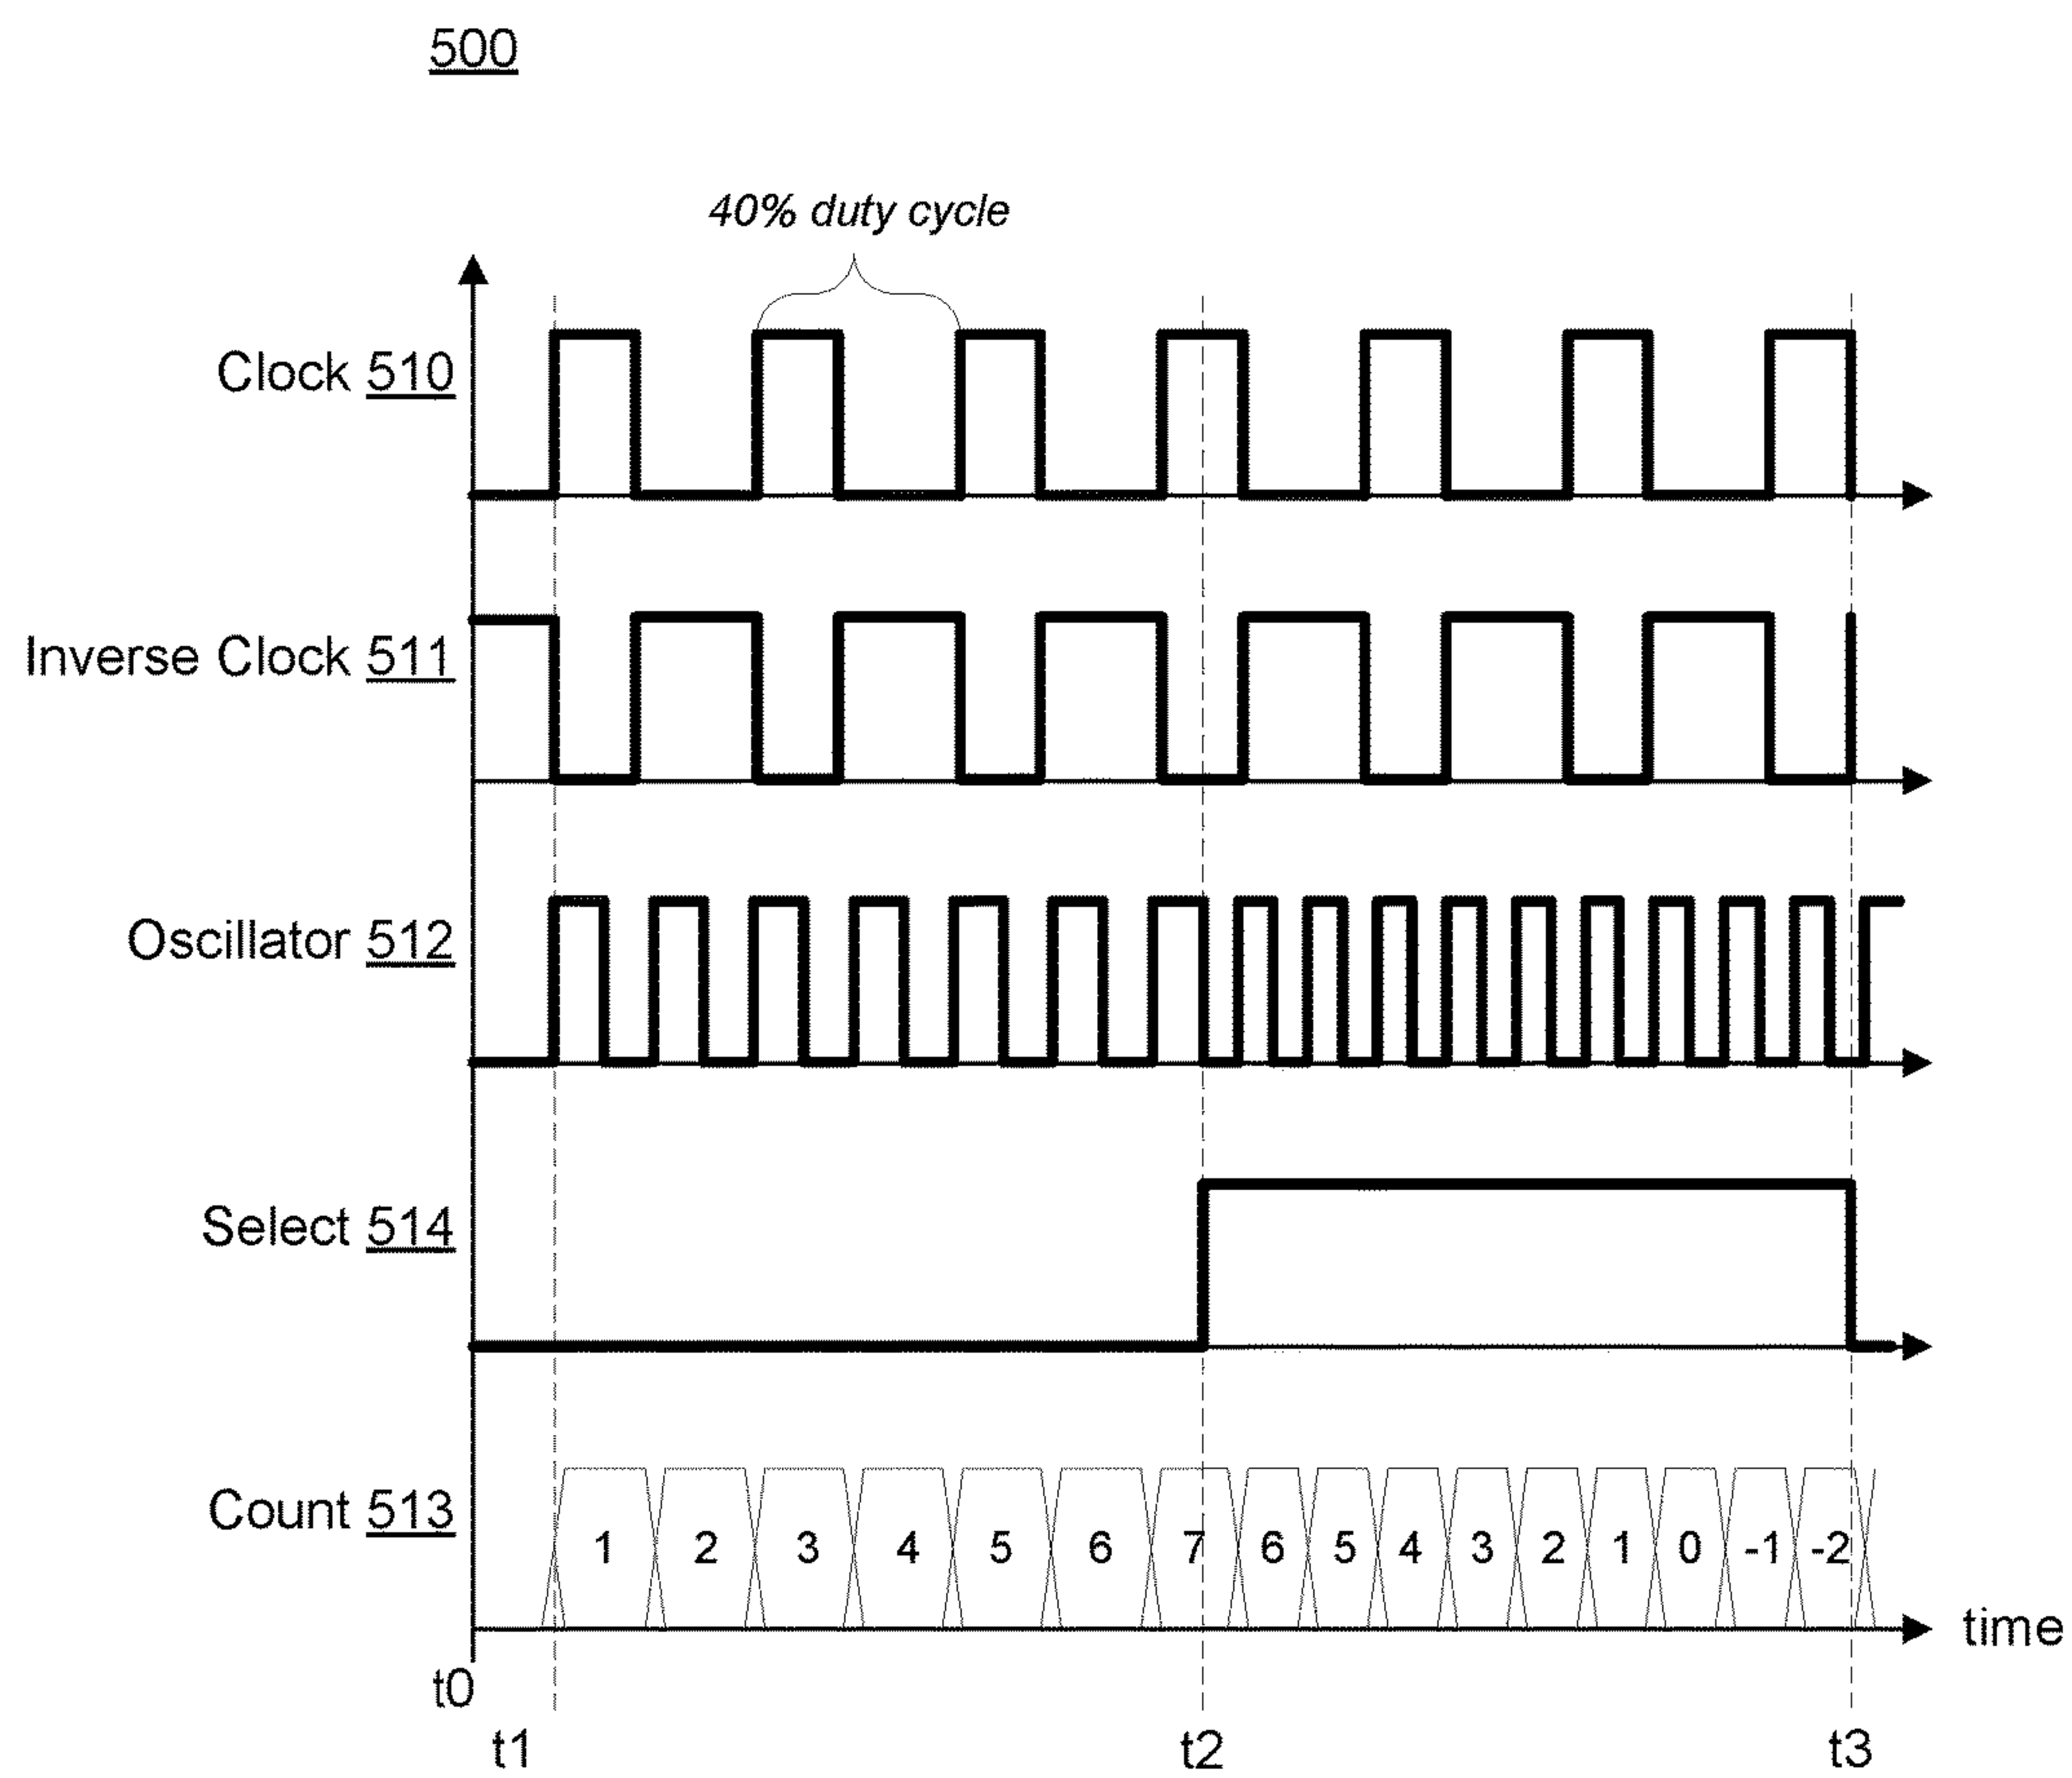 500
40% duty cycle
Clock 510
Inverse Clock 511
Oscillator 512
Select 514
Count 513
1 2 3 4 5 6 7 6 5 4 3 2 1 0 -1 -2
time
t0
t1 t2 t3